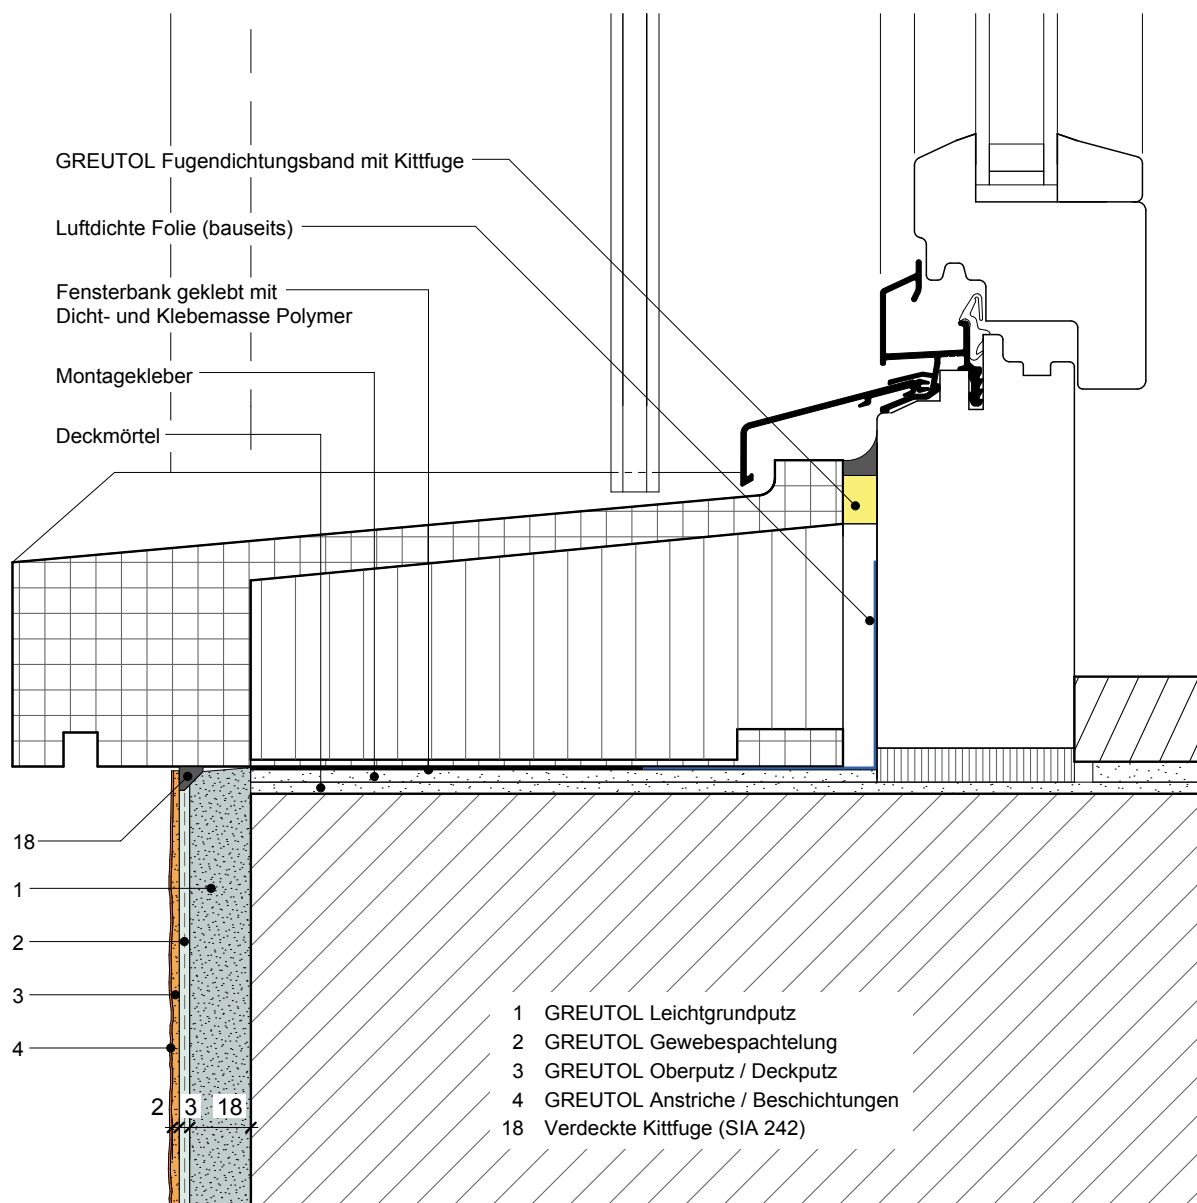 GREUTOL Fugendichtungsband mit Kittfuge
Luftdichte Folie (bauseits)
Fensterbank geklebt mit
Dicht- und Klebemasse Polymer
Montagekleber
Deckmörtel
18
1
2
3
4
2 3 18
1 GREUTOL Leichtgrundputz
2 GREUTOL Gewebespachtelung
3 GREUTOL Oberputz / Deckputz
4 GREUTOL Anstriche / Beschichtungen
18 Verdeckte Kittfuge (SIA 242)